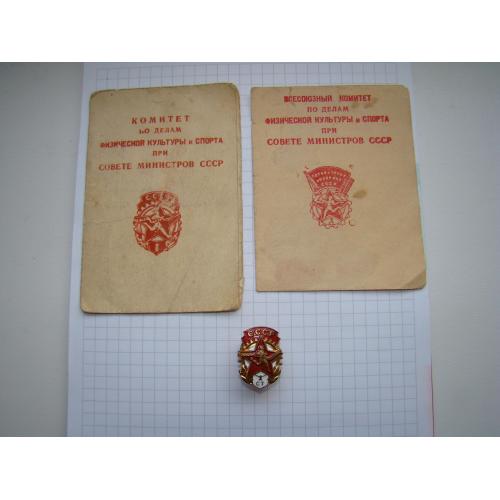 КОМИТЕТ
ПО ДЕЛАМ
ФИЗИЧЕСКОЙ КУЛЬТУРЫ и СПОРТА
ПРИ
СОВЕТЕ МИНИСТРОВ СССР
ВСЕСОЮЗНЫЙ КОМИТЕТ
ПО ДЕЛАМ
ФИЗИЧЕСКОЙ КУЛЬТУРЫ и СПОРТА
ПРИ
СОВЕТЕ МИНИСТРОВ СССР
СССР